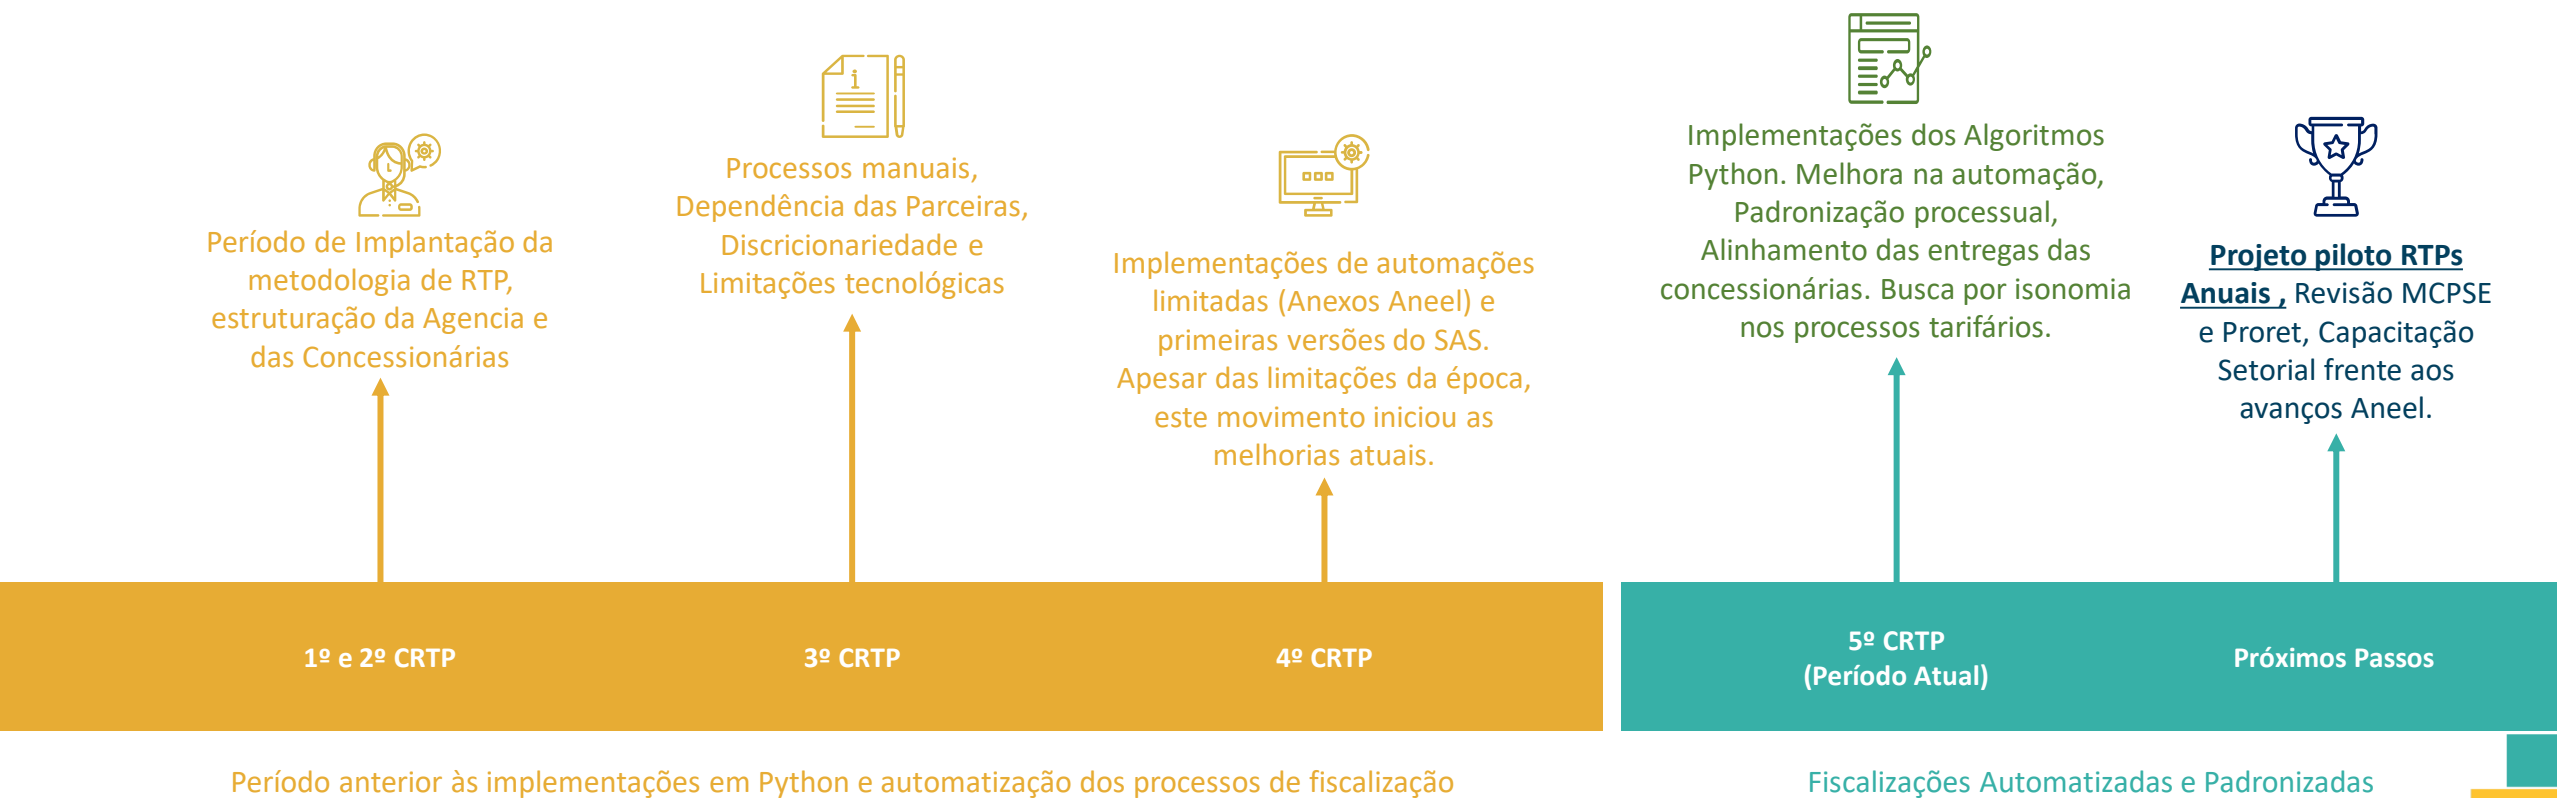 Período de Implantação da
metodologia de RTP,
estruturação da Agencia e
das Concessionárias
i
Processos manuais,
Dependência das Parceiras,
Discricionariedade e
Limitações tecnológicas
Implementações de automações
limitadas (Anexos Aneel) e
primeiras versões do SAS.
Apesar das limitações da época,
este movimento iniciou as
melhorias atuais.
Implementações dos Algoritmos
Python. Melhora na automação,
Padronização processual,
Alinhamento das entregas das
concessionárias. Busca por isonomia
nos processos tarifários.
Projeto piloto RTPs
Anuais , Revisão MCPSE
e Proret, Capacitação
Setorial frente aos
avanços Aneel.
1º e 2º CRTP
3º CRTP
4º CRTP
5º CRTP
(Período Atual)
Próximos Passos
Período anterior às implementações em Python e automatização dos processos de fiscalização
Fiscalizações Automatizadas e Padronizadas